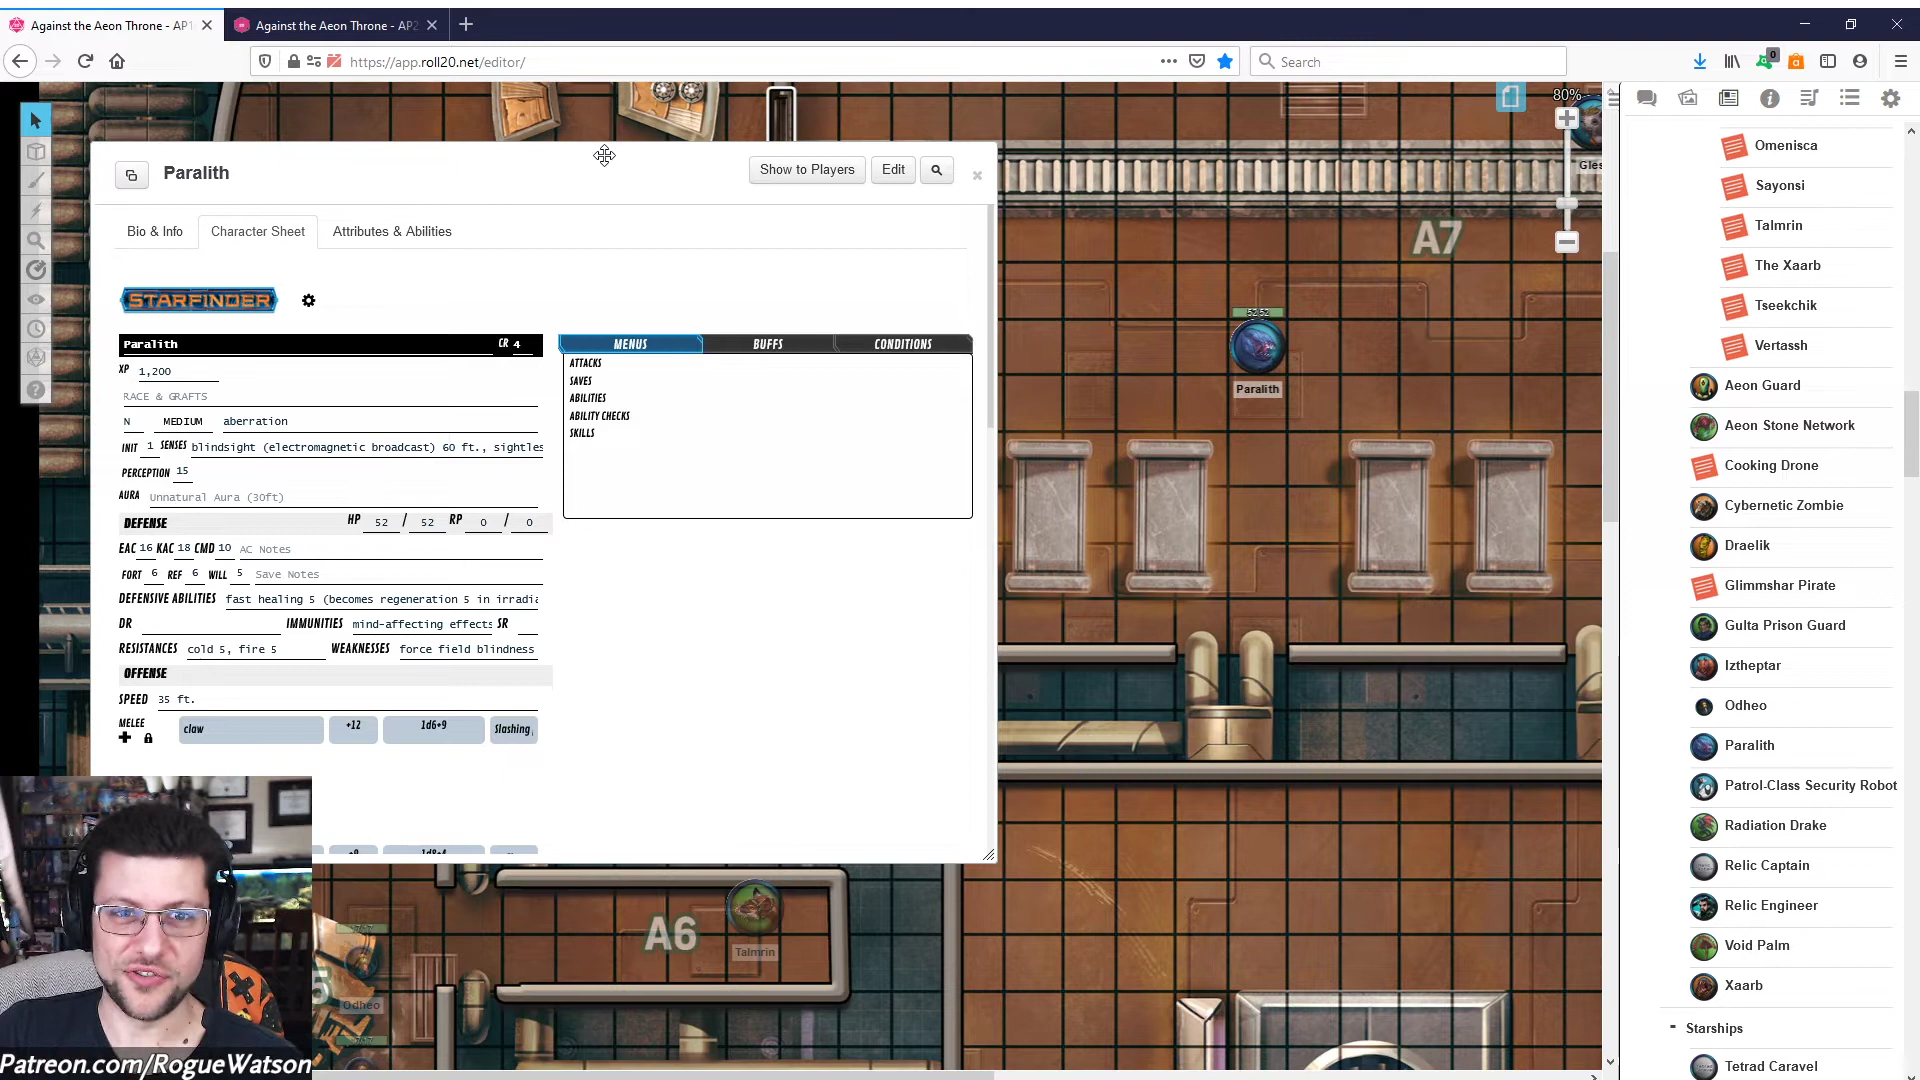 Against the Aeon Throne - AP1
Against the Aeon Throne - AP2
https://app.roll20.net/editor/
Search
0
80%
Paralith
Show to Players
Edit
Bio & Info
Character Sheet
Attributes & Abilities
STARFINDER
Paralith
CR 4
XP 1,200
RACE & GRAFTS
N MEDIUM aberration
INIT 1 SENSES blindsight (electromagnetic broadcast) 60 ft., sightles
PERCEPTION 15
AURA Unnatural Aura (30ft)
DEFENSE HP 52 / 52 RP 0 / 0
EAC 16 KAC 18 CMD 10 AC Notes
FORT 6 REF 6 WILL 5 Save Notes
DEFENSIVE ABILITIES fast healing 5 (becomes regeneration 5 in irradia
DR IMMUNITIES mind-affecting effects SR
RESISTANCES cold 5, fire 5 WEAKNESSES force field blindness
OFFENSE
SPEED 35 ft.
MELEE claw +12 1d6+9 Slashing
+9 1d8+4
MENUS BUFFS CONDITIONS
ATTACKS
SAVES
ABILITIES
ABILITY CHECKS
SKILLS
A7
Gles
52/52
Paralith
A6
Talmrin
Odheo
Omenisca
Sayonsi
Talmrin
The Xaarb
Tseekchik
Vertassh
Aeon Guard
Aeon Stone Network
Cooking Drone
Cybernetic Zombie
Draelik
Glimmshar Pirate
Gulta Prison Guard
Iztheptar
Odheo
Paralith
Patrol-Class Security Robot
Radiation Drake
Relic Captain
Relic Engineer
Void Palm
Xaarb
Starships
Tetrad Caravel
Patreon.com/RogueWatson